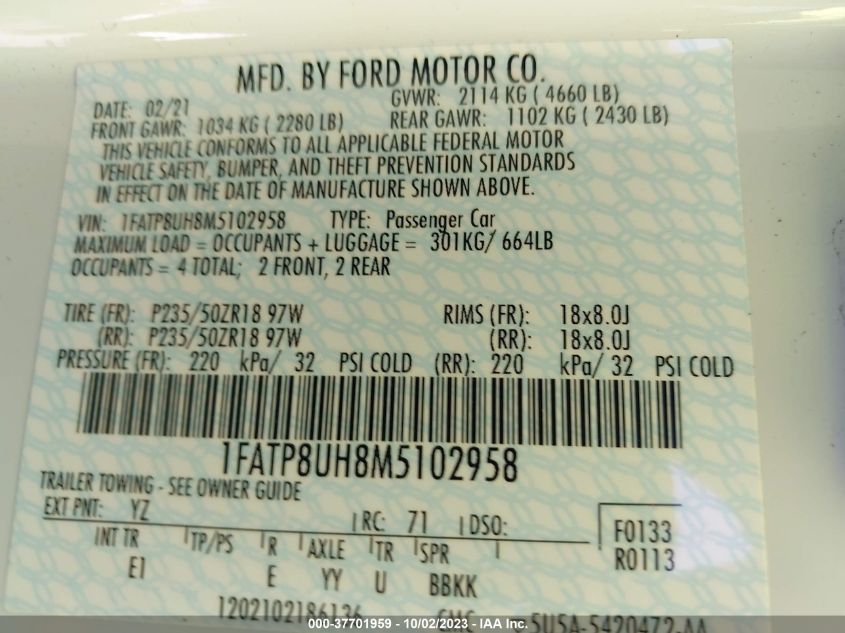 MFD. BY FORD MOTOR CO.
DATE: 02/21 GVWR: 2114 KG ( 4660 LB)
FRONT GAWR: 1034 KG ( 2280 LB) REAR GAWR: 1102 KG ( 2430 LB)
THIS VEHICLE CONFORMS TO ALL APPLICABLE FEDERAL MOTOR
VEHICLE SAFETY, BUMPER, AND THEFT PREVENTION STANDARDS
IN EFFECT ON THE DATE OF MANUFACTURE SHOWN ABOVE.
VIN: 1FATP8UH8M5102958 TYPE: Passenger Car
MAXIMUM LOAD = OCCUPANTS + LUGGAGE = 301KG/ 664LB
OCCUPANTS = 4 TOTAL; 2 FRONT, 2 REAR
TIRE (FR): P235/50ZR18 97W RIMS (FR): 18x8.0J
(RR): P235/50ZR18 97W (RR): 18x8.0J
PRESSURE (FR): 220 kPa/ 32 PSI COLD (RR): 220 kPa/ 32 PSI COLD
1FATP8UH8M5102958
TRAILER TOWING - SEE OWNER GUIDE
EXT PNT: YZ RC: 71 DSO: F0133
INT TR TP/PS R AXLE TR SPR R0113
E1 E YY U BBKK
1202102186136 5U5A-5420472-AA
000-37701959 - 10/02/2023 - IAA Inc.